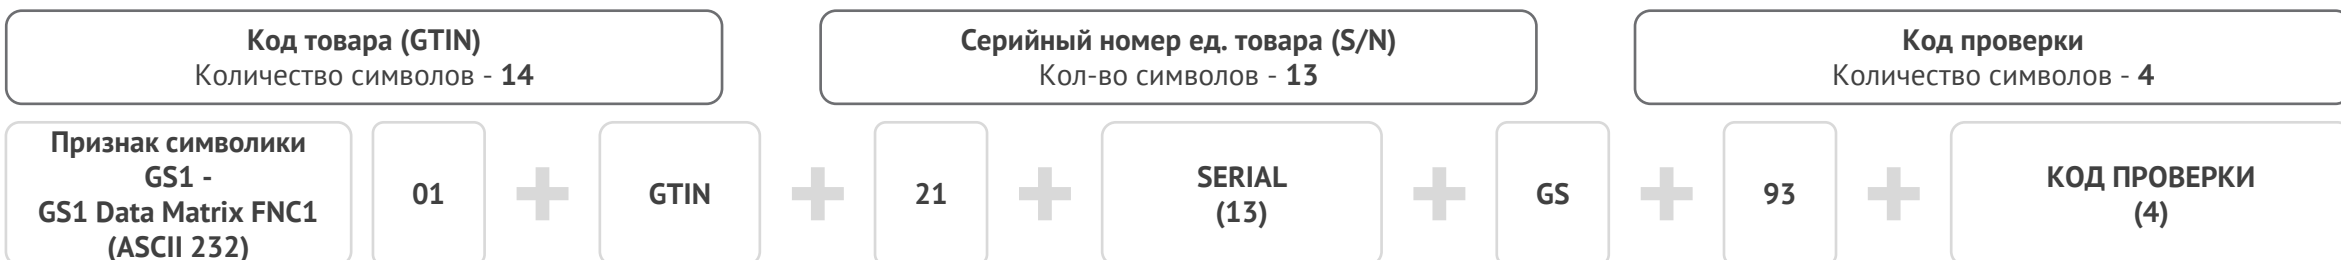 Код товара (GTIN)
Количество символов - 14
Серийный номер ед. товара (S/N)
Кол-во символов - 13
Код проверки
Количество символов - 4
Признак символики
GS1 -
GS1 Data Matrix FNC1
(ASCII 232)
01
GTIN
21
SERIAL
(13)
GS
93
КОД ПРОВЕРКИ
(4)